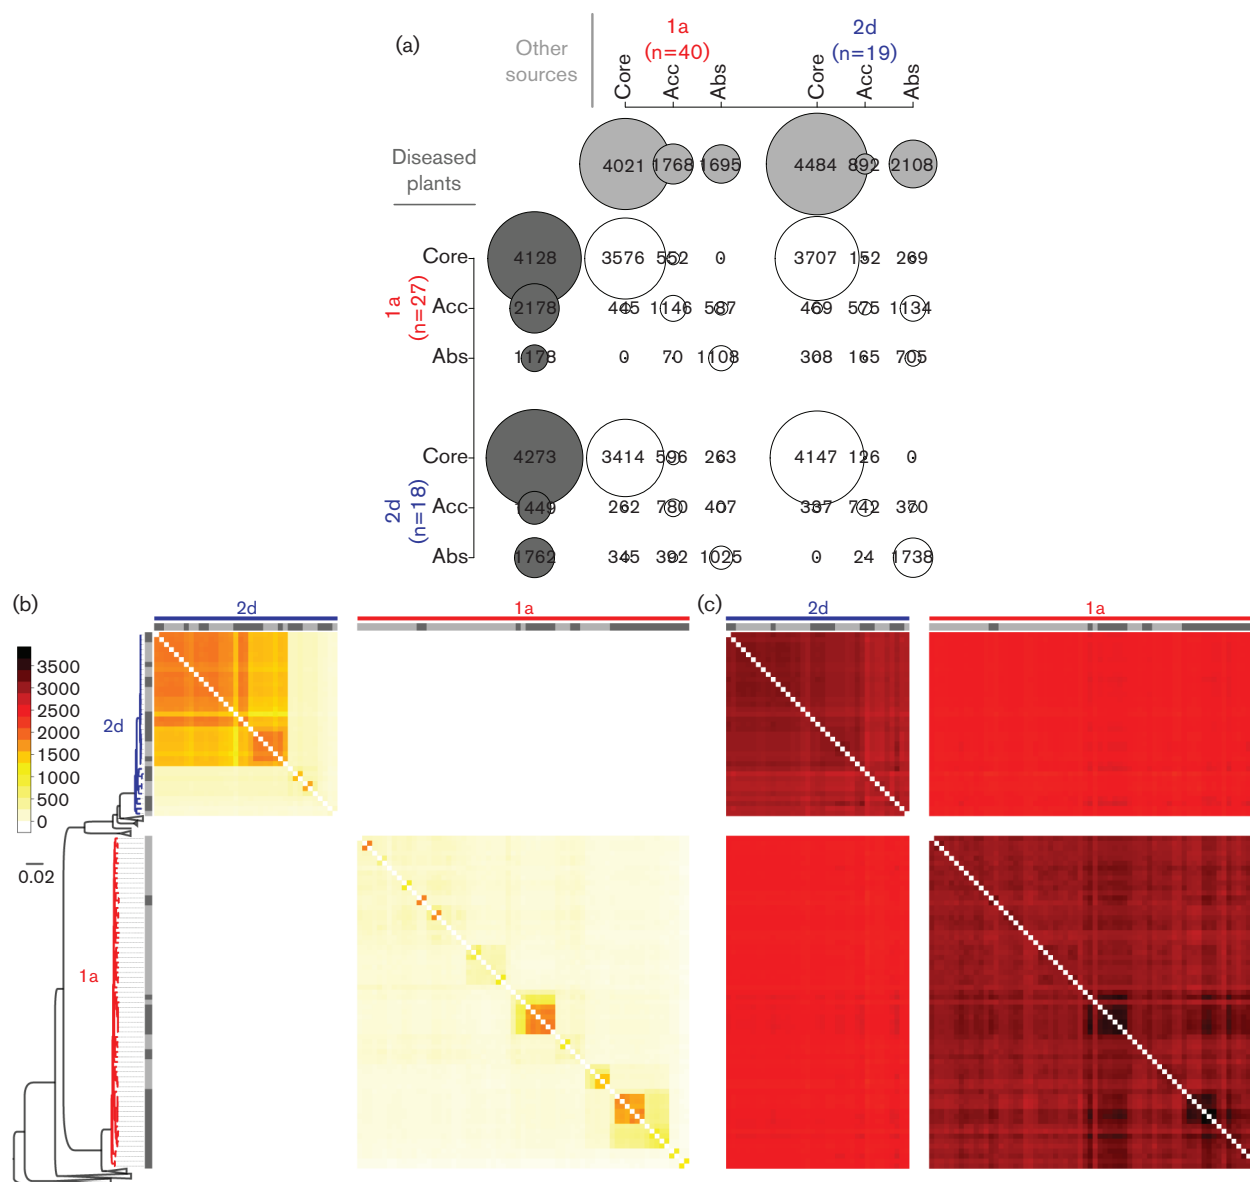 (a)
Other
sources
1a
(n=40)
2d
(n=19)
Core
Acc
Abs
Core
Acc
Abs
Diseased
plants
4021 1768 1695 4484 892 2108
1a
(n=27)
Core 4128 3576 552 0 3707 152 269
Acc 2178 445 1146 587 469 575 1134
Abs 1178 0 70 1108 308 165 705
2d
(n=18)
Core 4273 3414 596 263 4147 126 0
Acc 1449 262 780 407 337 742 370
Abs 1762 345 392 1025 0 24 1738
(b)
2d
1a
(c)
2d
1a
3500
3000
2500
2000
1500
1000
500
0
2d
0.02
1a